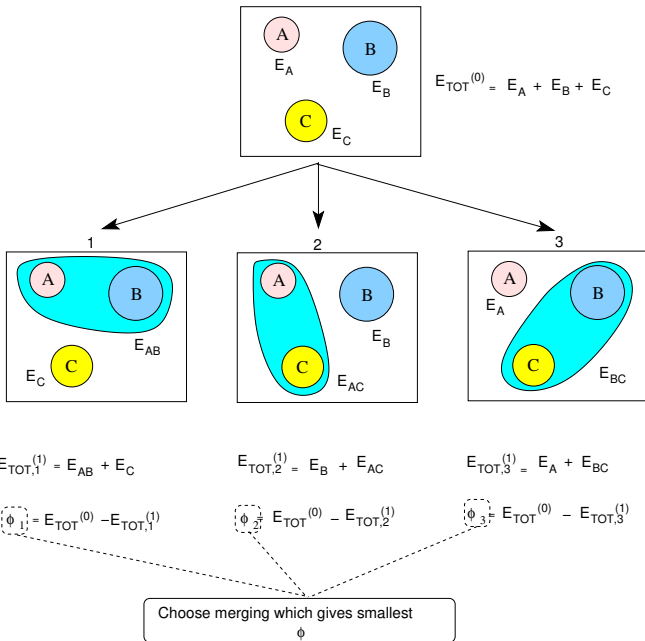 A
B
E_A
E_B
C
E_C
E_TOT^(0) = E_A + E_B + E_C
1
2
3
A
B
E_AB
C
E_C
A
B
E_B
C
E_AC
A
B
E_A
C
E_BC
E_TOT,1^(1) = E_AB + E_C
E_TOT,2^(1) = E_B + E_AC
E_TOT,3^(1) = E_A + E_BC
ϕ_1 = E_TOT^(0) – E_TOT,1^(1)
ϕ_2 = E_TOT^(0) – E_TOT,2^(1)
ϕ_3 = E_TOT^(0) – E_TOT,3^(1)
Choose merging which gives smallest
ϕ